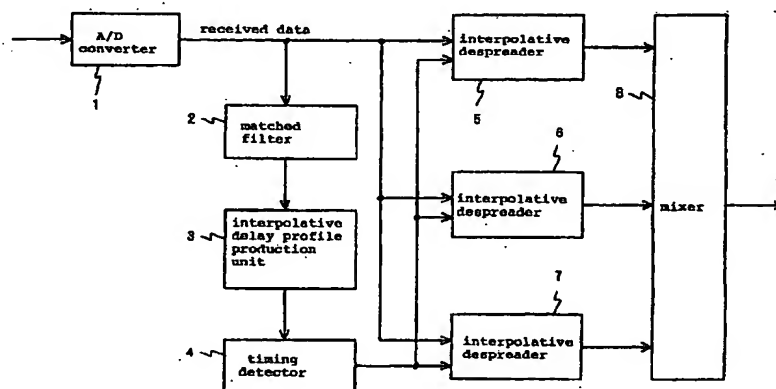 A/D
converter
1
received data
2
matched
filter
3
interpolative
delay profile
production
unit
4
timing
detector
interpolative
despreader
5
6
interpolative
despreader
7
interpolative
despreader
8
mixer